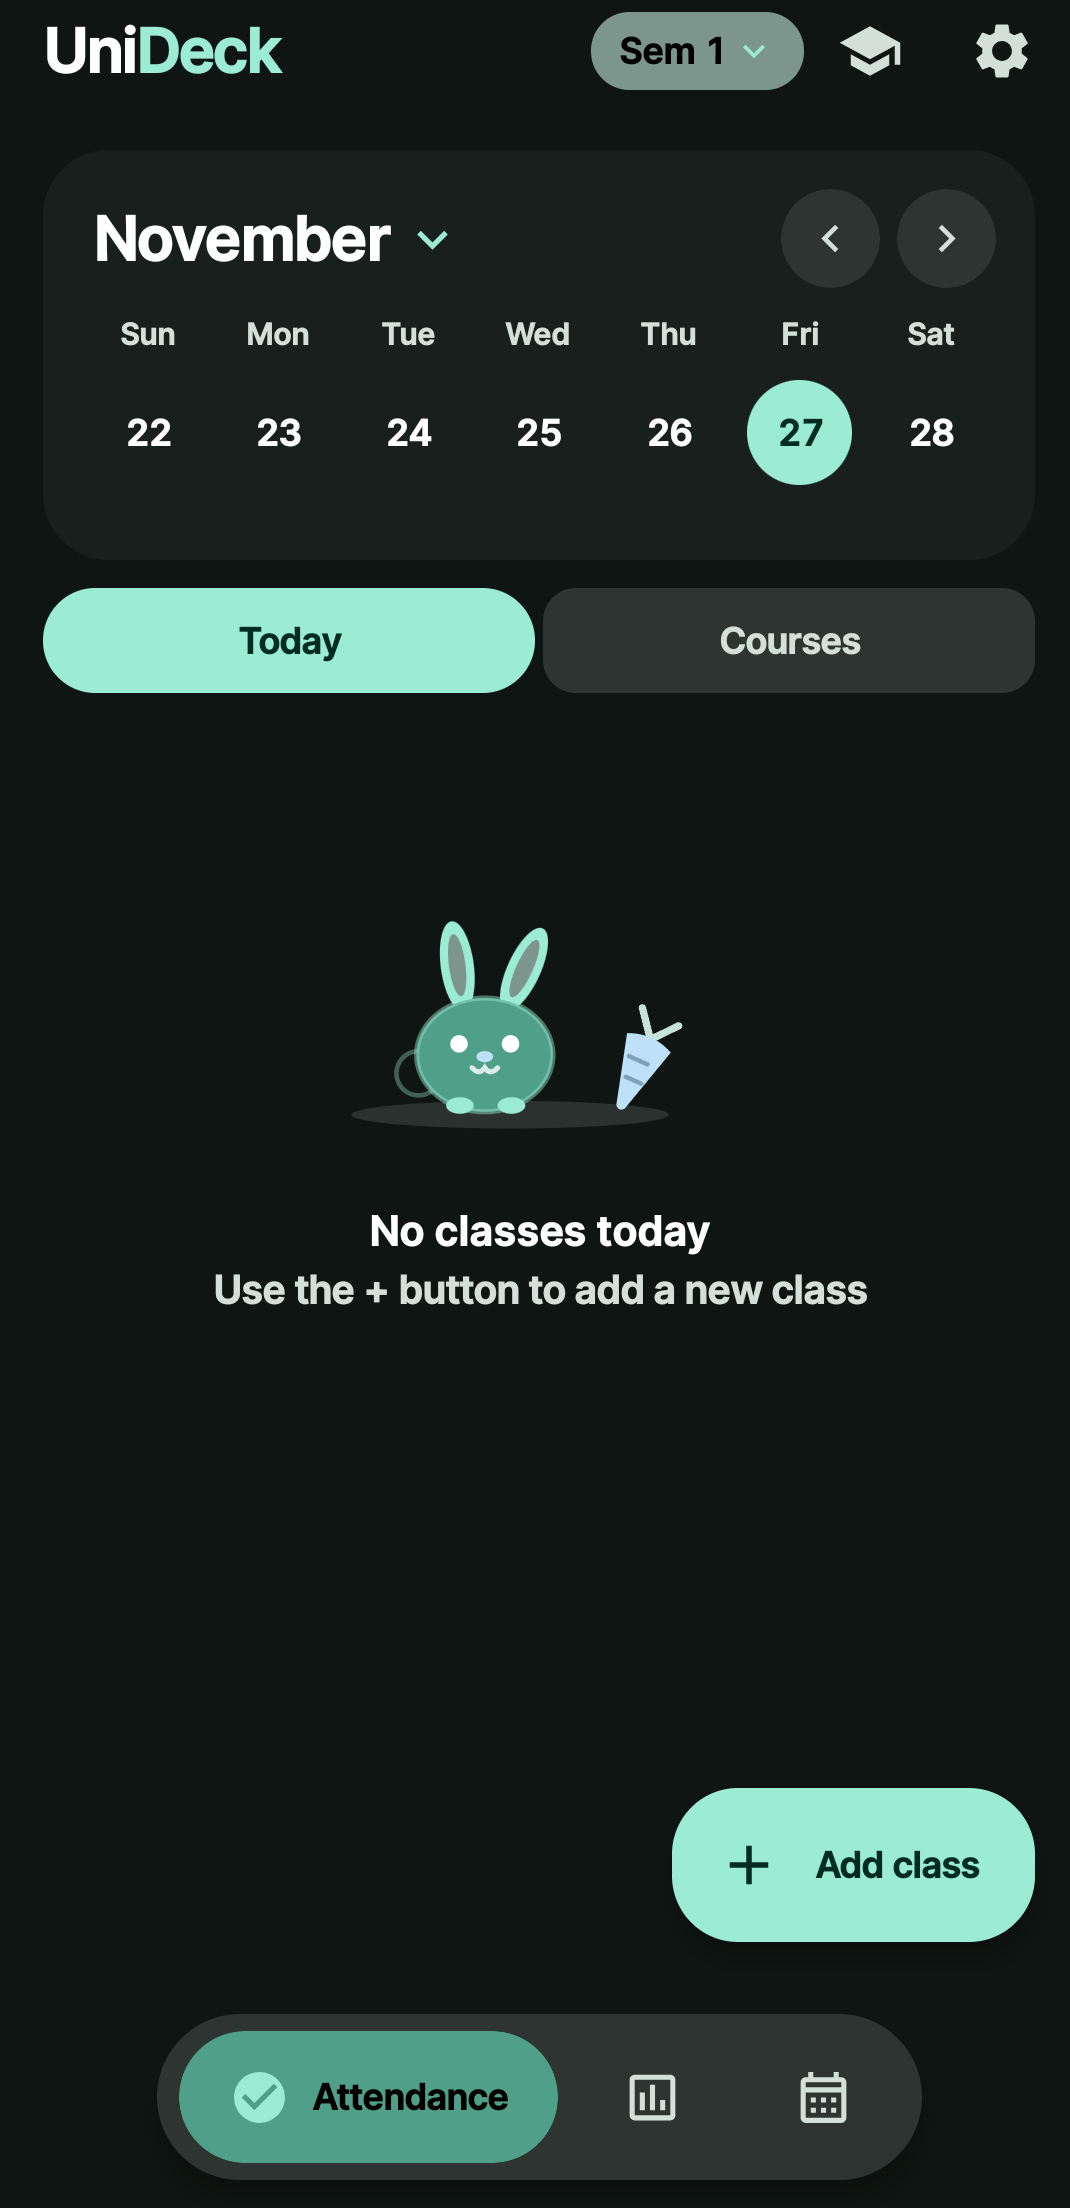 UniDeck
Sem 1
November
Sun Mon Tue Wed Thu Fri Sat
22 23 24 25 26 27 28
Today
Courses
No classes today
Use the + button to add a new class
+ Add class
Attendance